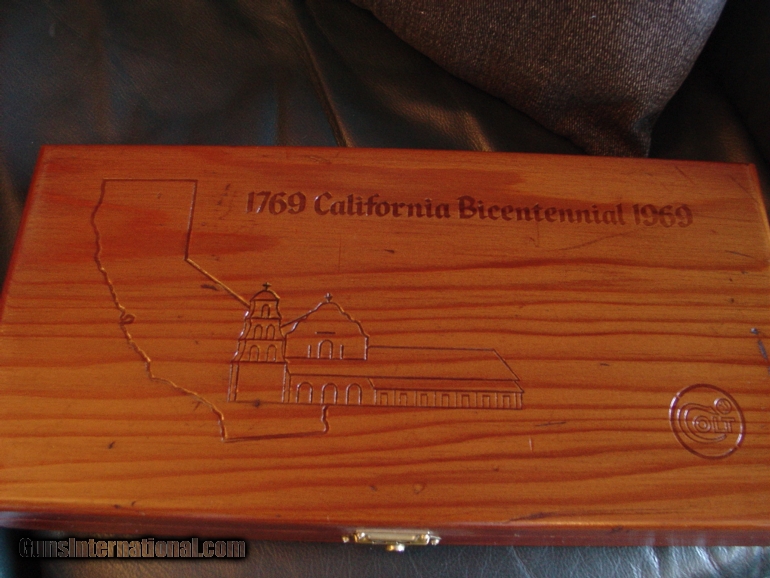 1769 California Bicentennial 1969
COLT
GunsInternational.com